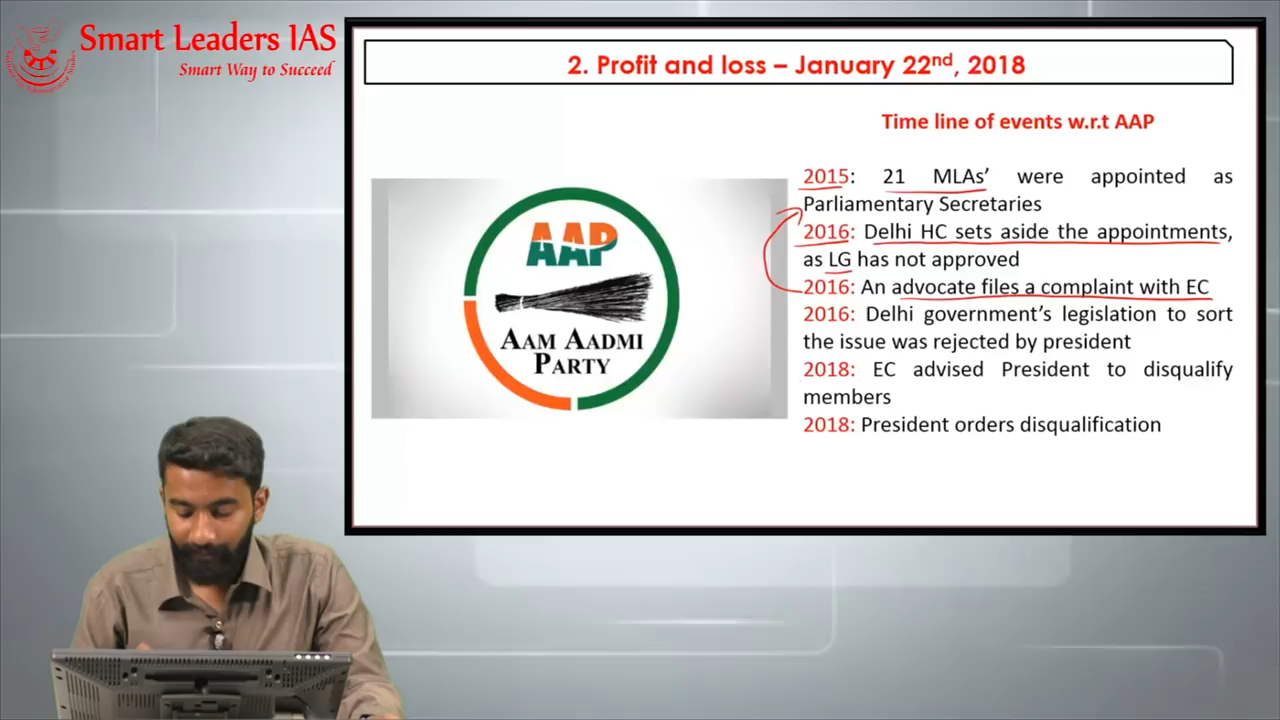 Smart Leaders IAS
Smart Way to Succeed
2. Profit and loss – January 22nd, 2018
Time line of events w.r.t AAP
2015: 21 MLAs' were appointed as
Parliamentary Secretaries
2016: Delhi HC sets aside the appointments,
as LG has not approved
2016: An advocate files a complaint with EC
2016: Delhi government's legislation to sort
the issue was rejected by president
2018: EC advised President to disqualify
members
2018: President orders disqualification
AAP
AAM AADMI
PARTY